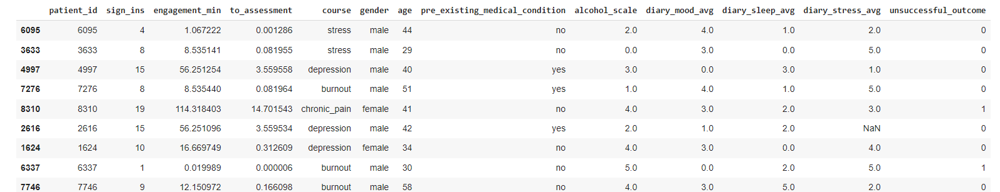 patient_id sign_ins engagement_min to_assessment course gender age pre_existing_medical_condition alcohol_scale diary_mood_avg diary_sleep_avg diary_stress_avg unsuccessful_outcome
6095 6095 4 1.067222 0.001286 stress male 44 no 2.0 4.0 1.0 2.0 0
3633 3633 8 8.535141 0.081955 stress male 29 no 0.0 3.0 0.0 5.0 0
4997 4997 15 56.251254 3.559558 depression male 40 yes 3.0 0.0 3.0 1.0 0
7276 7276 8 8.535440 0.081964 burnout male 51 yes 1.0 4.0 1.0 5.0 0
8310 8310 19 114.318403 14.701543 chronic_pain female 41 no 4.0 3.0 2.0 3.0 1
2616 2616 15 56.251096 3.559534 depression male 42 yes 2.0 1.0 2.0 NaN 0
1624 1624 10 16.669749 0.312609 depression female 34 no 4.0 3.0 0.0 4.0 0
6337 6337 1 0.019989 0.000006 burnout male 30 no 5.0 0.0 2.0 5.0 1
7746 7746 9 12.150972 0.166098 burnout male 58 no 4.0 3.0 5.0 2.0 0